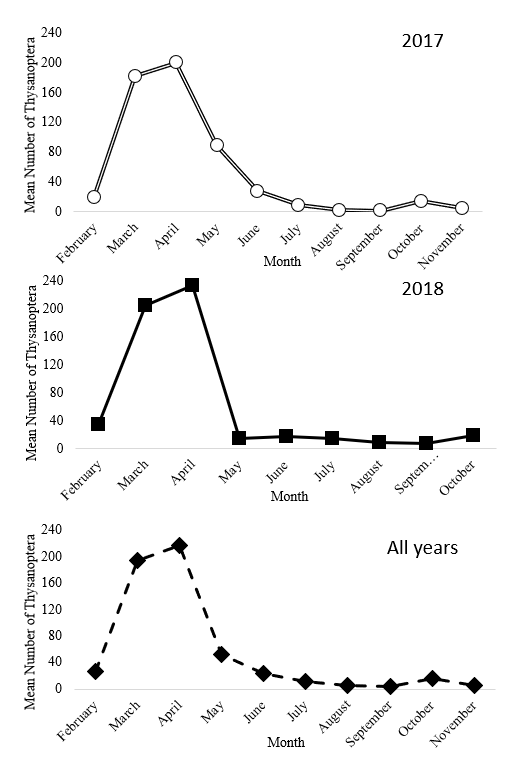 2017
Mean Number of Thysanoptera
240
200
160
120
80
40
0
February
March
April
May
June
July
August
September
October
November
Month
2018
Mean Number of Thysanoptera
240
200
160
120
80
40
0
February
March
April
May
June
July
August
Septem...
October
Month
All years
Mean Number of Thysanoptera
240
200
160
120
80
40
0
February
March
April
May
June
July
August
September
October
November
Month